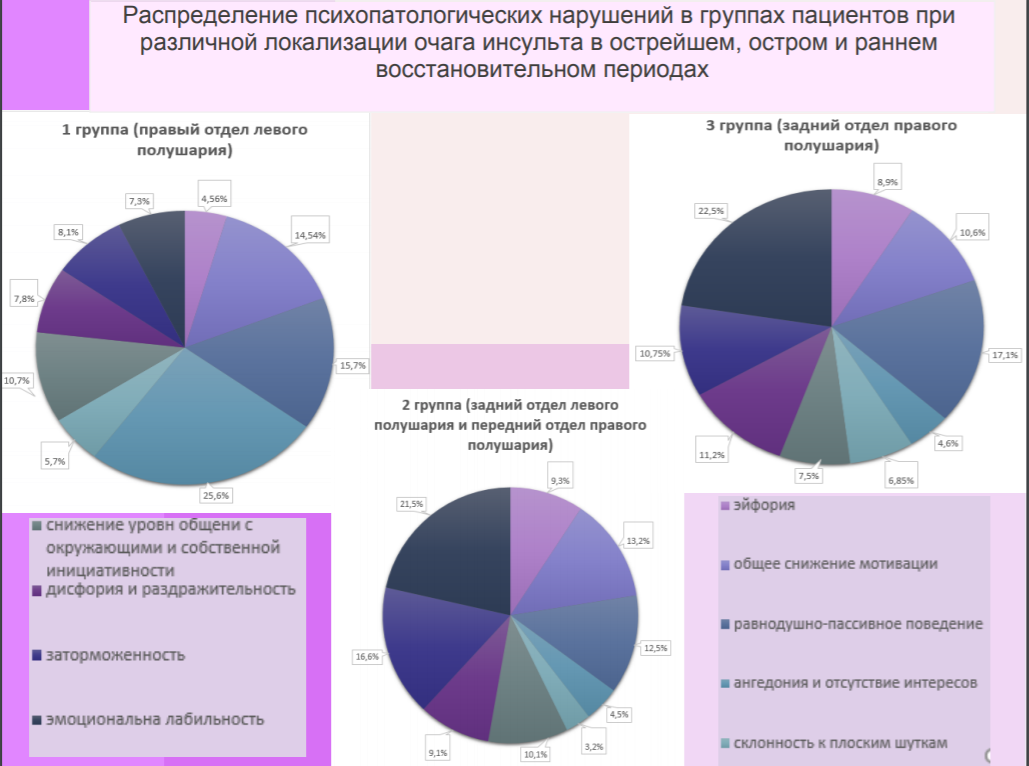 Распределение психопатологических нарушений в группах пациентов при
различной локализации очага инсульта в острейшем, остром и раннем
восстановительном периодах
1 группа (правый отдел левого
полушария)
4,56%
14,54%
15,7%
25,6%
5,7%
10,7%
7,8%
8,1%
7,3%
3 группа (задний отдел правого
полушария)
8,9%
10,6%
17,1%
4,6%
6,85%
7,5%
11,2%
10,75%
22,5%
2 группа (задний отдел левого
полушария и передний отдел правого
полушария)
9,3%
13,2%
12,5%
4,5%
3,2%
10,1%
9,1%
16,6%
21,5%
снижение уровн общени с
окружающими и собственной
инициативности
дисфория и раздражительность
заторможенность
эмоциональна лабильность
эйфория
общее снижение мотивации
равнодушно-пассивное поведение
ангедония и отсутствие интересов
склонность к плоским шуткам